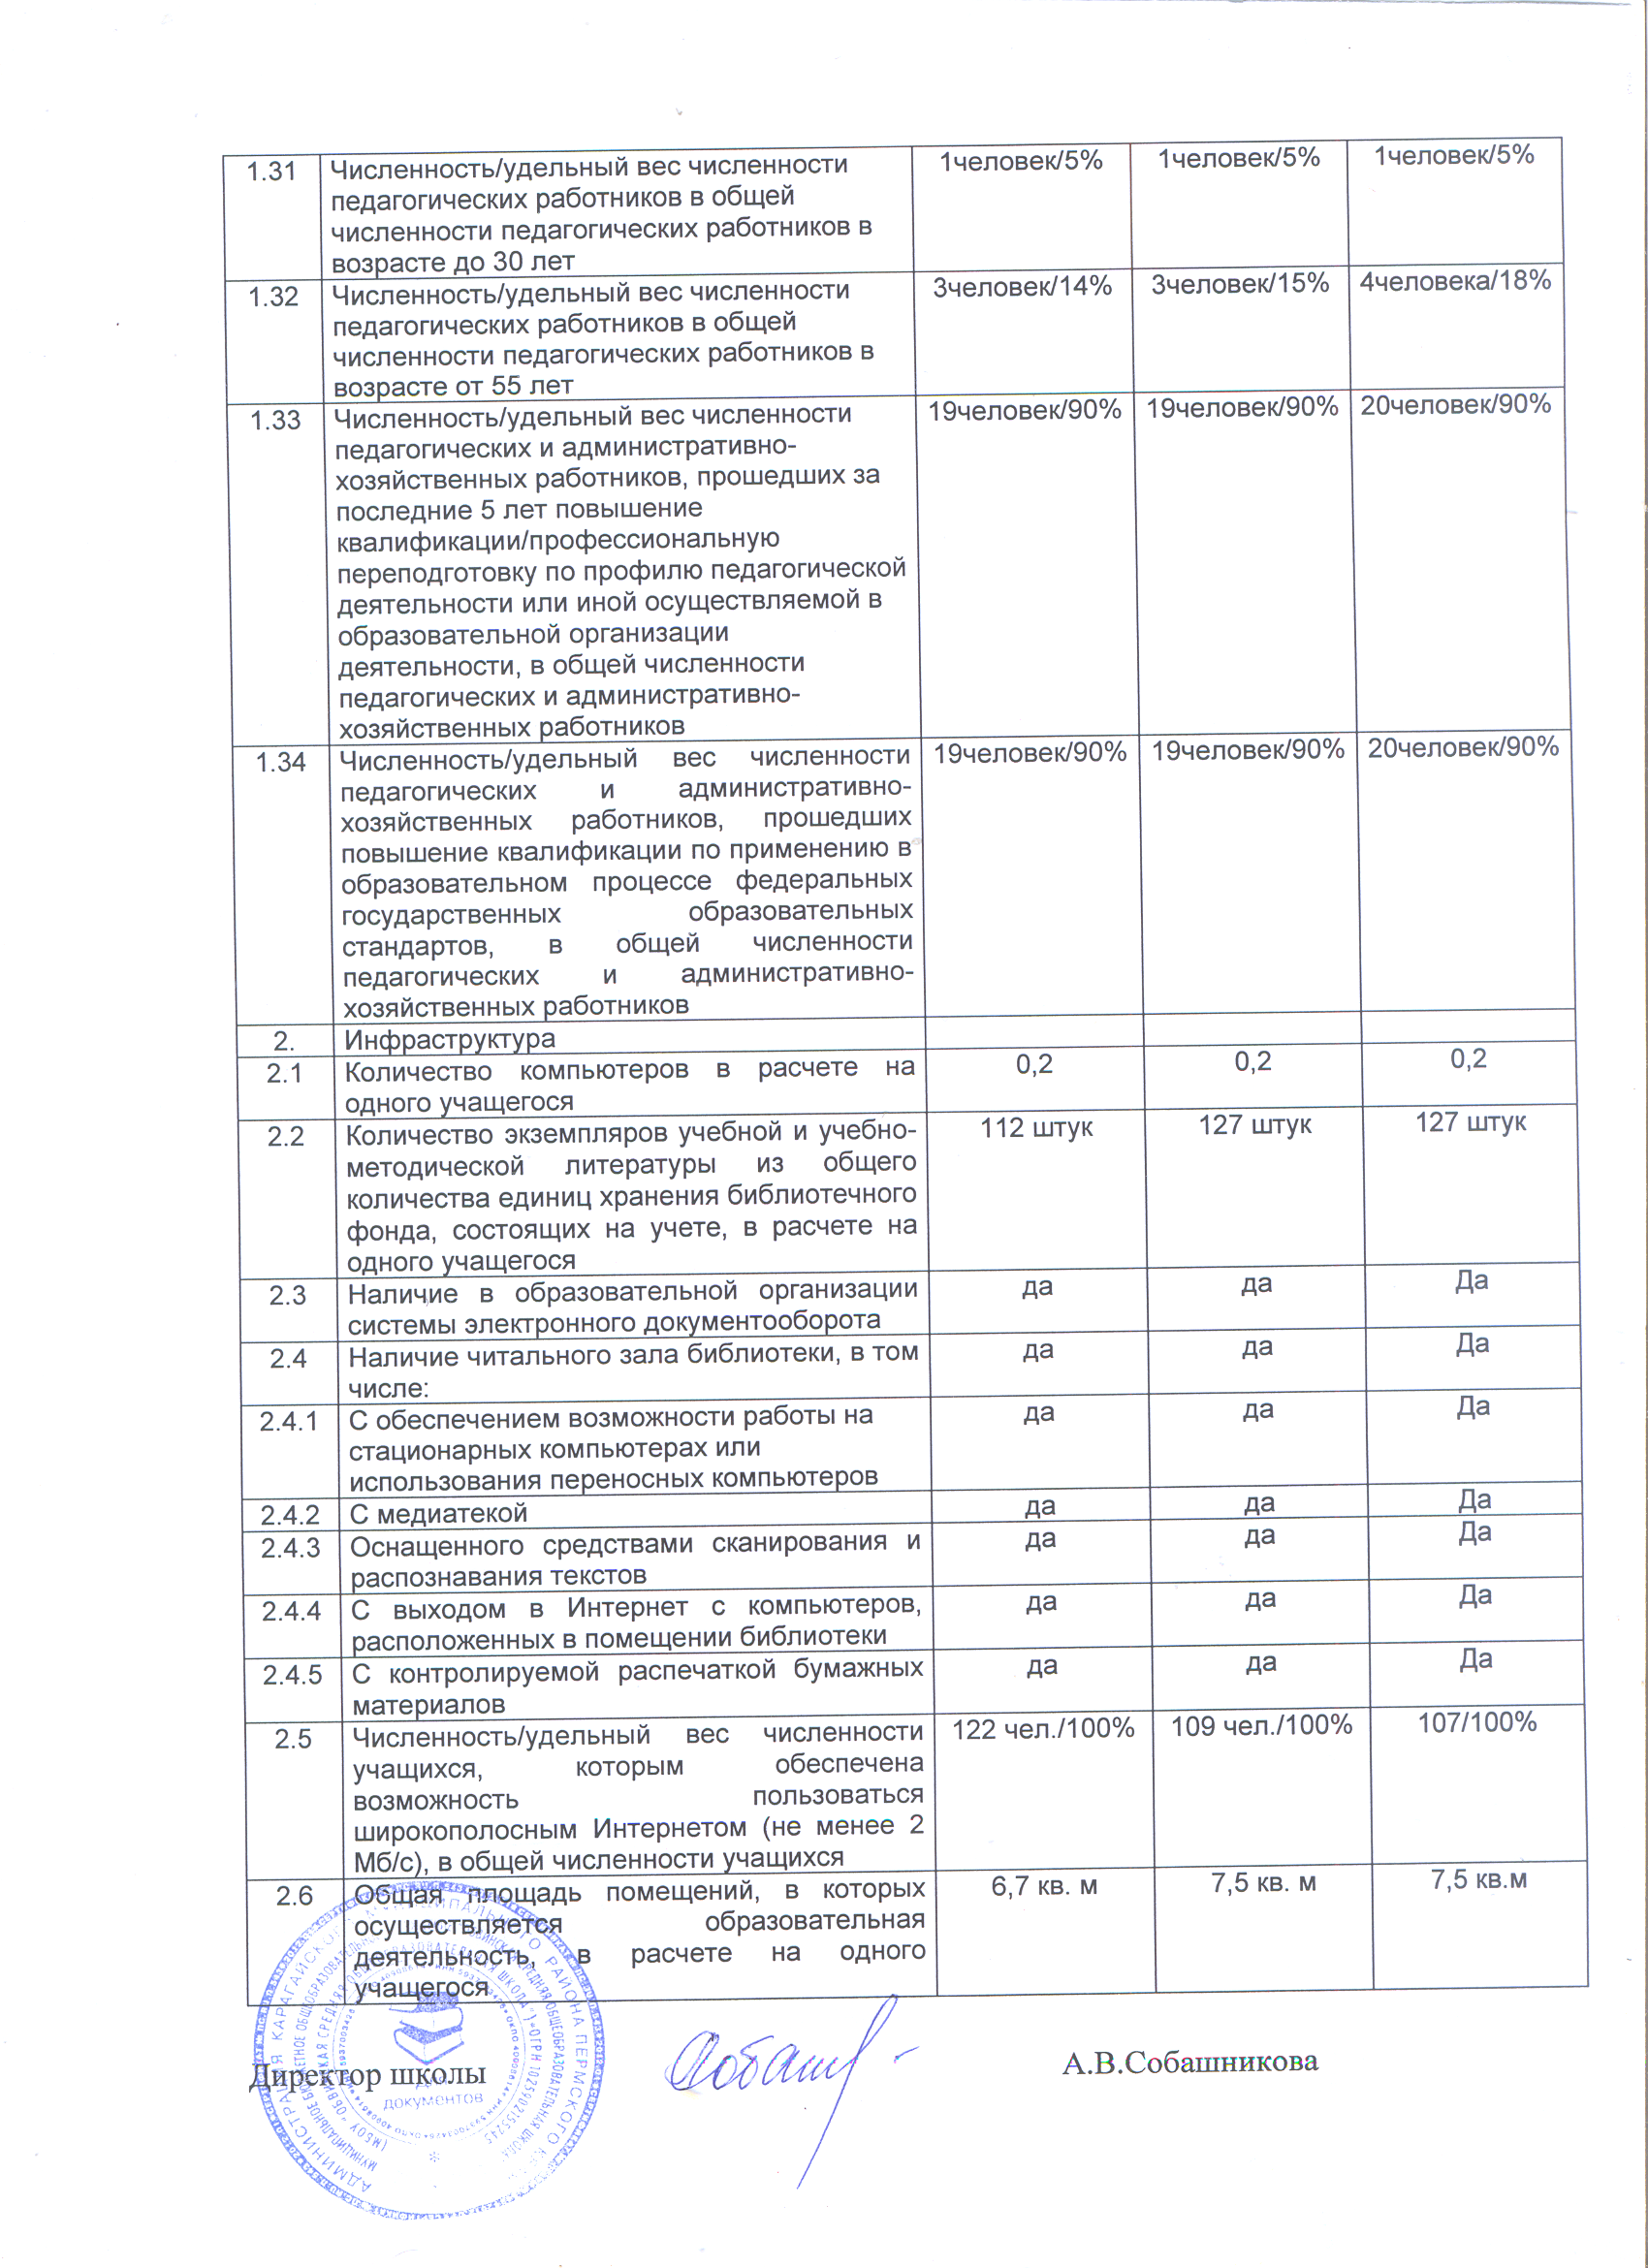 1.31 Численность/удельный вес численности 1человек/5% 1человек/5% 1человек/5%
педагогических работников в общей
численности педагогических работников в
возрасте до 30 лет
1.32 Численность/удельный вес численности 3человек/14% 3человек/15% 4человека/18%
педагогических работников в общей
численности педагогических работников в
возрасте от 55 лет
1.33 Численность/удельный вес численности 19человек/90% 19человек/90% 20человек/90%
педагогических и административно-
хозяйственных работников, прошедших за
последние 5 лет повышение
квалификации/профессиональную
переподготовку по профилю педагогической
деятельности или иной осуществляемой в
образовательной организации
деятельности, в общей численности
педагогических и административно-
хозяйственных работников
1.34 Численность/удельный вес численности 19человек/90% 19человек/90% 20человек/90%
педагогических и административно-
хозяйственных работников, прошедших
повышение квалификации по применению в
образовательном процессе федеральных
государственных образовательных
стандартов, в общей численности
педагогических и административно-
хозяйственных работников
2. Инфраструктура
2.1 Количество компьютеров в расчете на 0,2 0,2 0,2
одного учащегося
2.2 Количество экземпляров учебной и учебно- 112 штук 127 штук 127 штук
методической литературы из общего
количества единиц хранения библиотечного
фонда, состоящих на учете, в расчете на
одного учащегося
2.3 Наличие в образовательной организации да да Да
системы электронного документооборота
2.4 Наличие читального зала библиотеки, в том да да Да
числе:
2.4.1 С обеспечением возможности работы на да да Да
стационарных компьютерах или
использования переносных компьютеров
2.4.2 С медиатекой да да Да
2.4.3 Оснащенного средствами сканирования и да да Да
распознавания текстов
2.4.4 С выходом в Интернет с компьютеров, да да Да
расположенных в помещении библиотеки
2.4.5 С контролируемой распечаткой бумажных да да Да
материалов
2.5 Численность/удельный вес численности 122 чел./100% 109 чел./100% 107/100%
учащихся, которым обеспечена
возможность пользоваться
широкополосным Интернетом (не менее 2
Мб/с), в общей численности учащихся
2.6 Общая площадь помещений, в которых 6,7 кв. м 7,5 кв. м 7,5 кв.м
осуществляется образовательная
деятельность, в расчете на одного
учащегося
Директор школы А.В.Собашникова
ДОКУМЕНТОВ